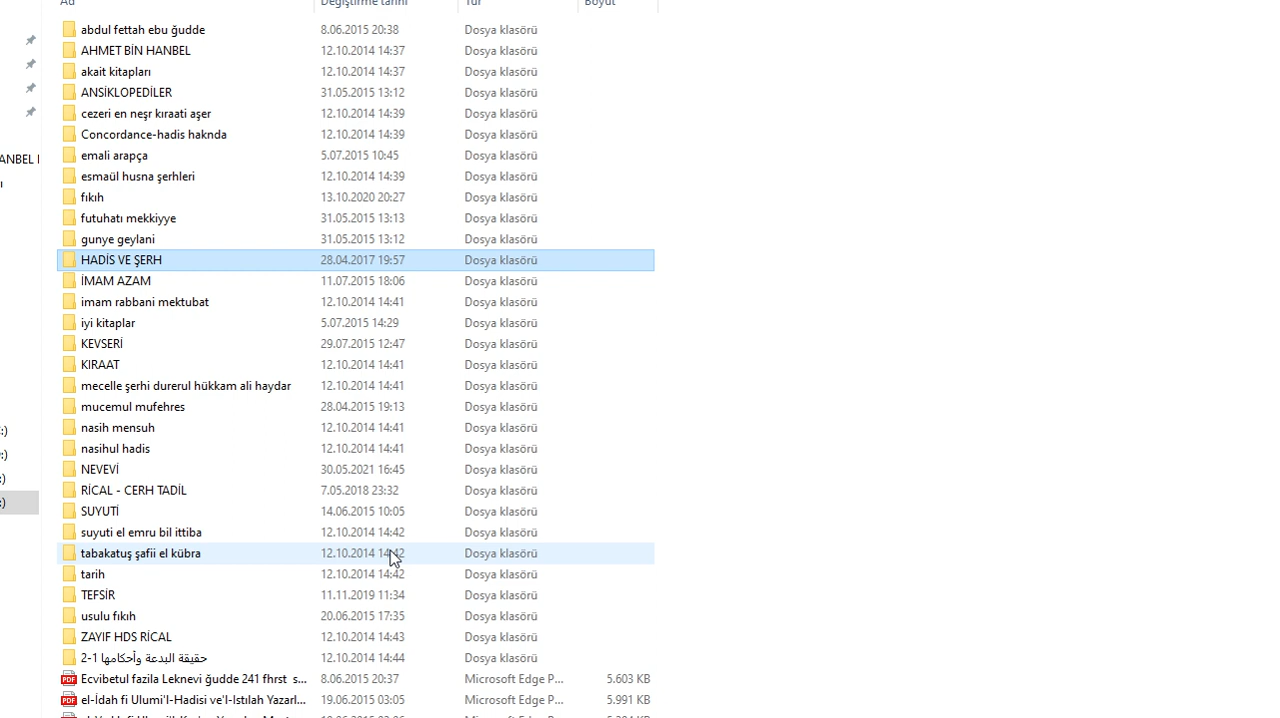 Ad Değiştirme tarihi Tür Boyut
abdul fettah ebu ğudde 8.06.2015 20:38 Dosya klasörü
AHMET BİN HANBEL 12.10.2014 14:37 Dosya klasörü
akait kitapları 12.10.2014 14:37 Dosya klasörü
ANSİKLOPEDİLER 31.05.2015 13:12 Dosya klasörü
cezeri en neşr kıraati aşer 12.10.2014 14:39 Dosya klasörü
Concordance-hadis haknda 12.10.2014 14:39 Dosya klasörü
ANBEL emali arapça 5.07.2015 10:45 Dosya klasörü
esmaül husna şerhleri 12.10.2014 14:39 Dosya klasörü
fıkıh 13.10.2020 20:27 Dosya klasörü
futuhatı mekkiyye 31.05.2015 13:13 Dosya klasörü
gunye geylani 31.05.2015 13:12 Dosya klasörü
HADİS VE ŞERH 28.04.2017 19:57 Dosya klasörü
İMAM AZAM 11.07.2015 18:06 Dosya klasörü
imam rabbani mektubat 12.10.2014 14:41 Dosya klasörü
iyi kitaplar 5.07.2015 14:29 Dosya klasörü
KEVSERİ 29.07.2015 12:47 Dosya klasörü
KIRAAT 12.10.2014 14:41 Dosya klasörü
mecelle şerhi durerul hükkam ali haydar 12.10.2014 14:41 Dosya klasörü
mucemul mufehres 28.04.2015 19:13 Dosya klasörü
:) nasih mensuh 12.10.2014 14:41 Dosya klasörü
:) nasihul hadis 12.10.2014 14:41 Dosya klasörü
:) NEVEVİ 30.05.2021 16:45 Dosya klasörü
:) RİCAL - CERH TADİL 7.05.2018 23:32 Dosya klasörü
SUYUTİ 14.06.2015 10:05 Dosya klasörü
suyuti el emru bil ittiba 12.10.2014 14:42 Dosya klasörü
tabakatuş şafii el kübra 12.10.2014 14:42 Dosya klasörü
tarih 12.10.2014 14:42 Dosya klasörü
TEFSİR 11.11.2019 11:34 Dosya klasörü
usulu fıkıh 20.06.2015 17:35 Dosya klasörü
ZAYIF HDS RİCAL 12.10.2014 14:43 Dosya klasörü
حقيقة البدعة وأحكامها 1-2 12.10.2014 14:44 Dosya klasörü
Ecvibetul fazila Leknevi ğudde 241 fhrst s... 8.06.2015 20:37 Microsoft Edge P... 5.603 KB
el-İdah fi Ulumi'l-Hadisi ve'l-Istılah Yazarl... 19.06.2015 03:05 Microsoft Edge P... 5.991 KB